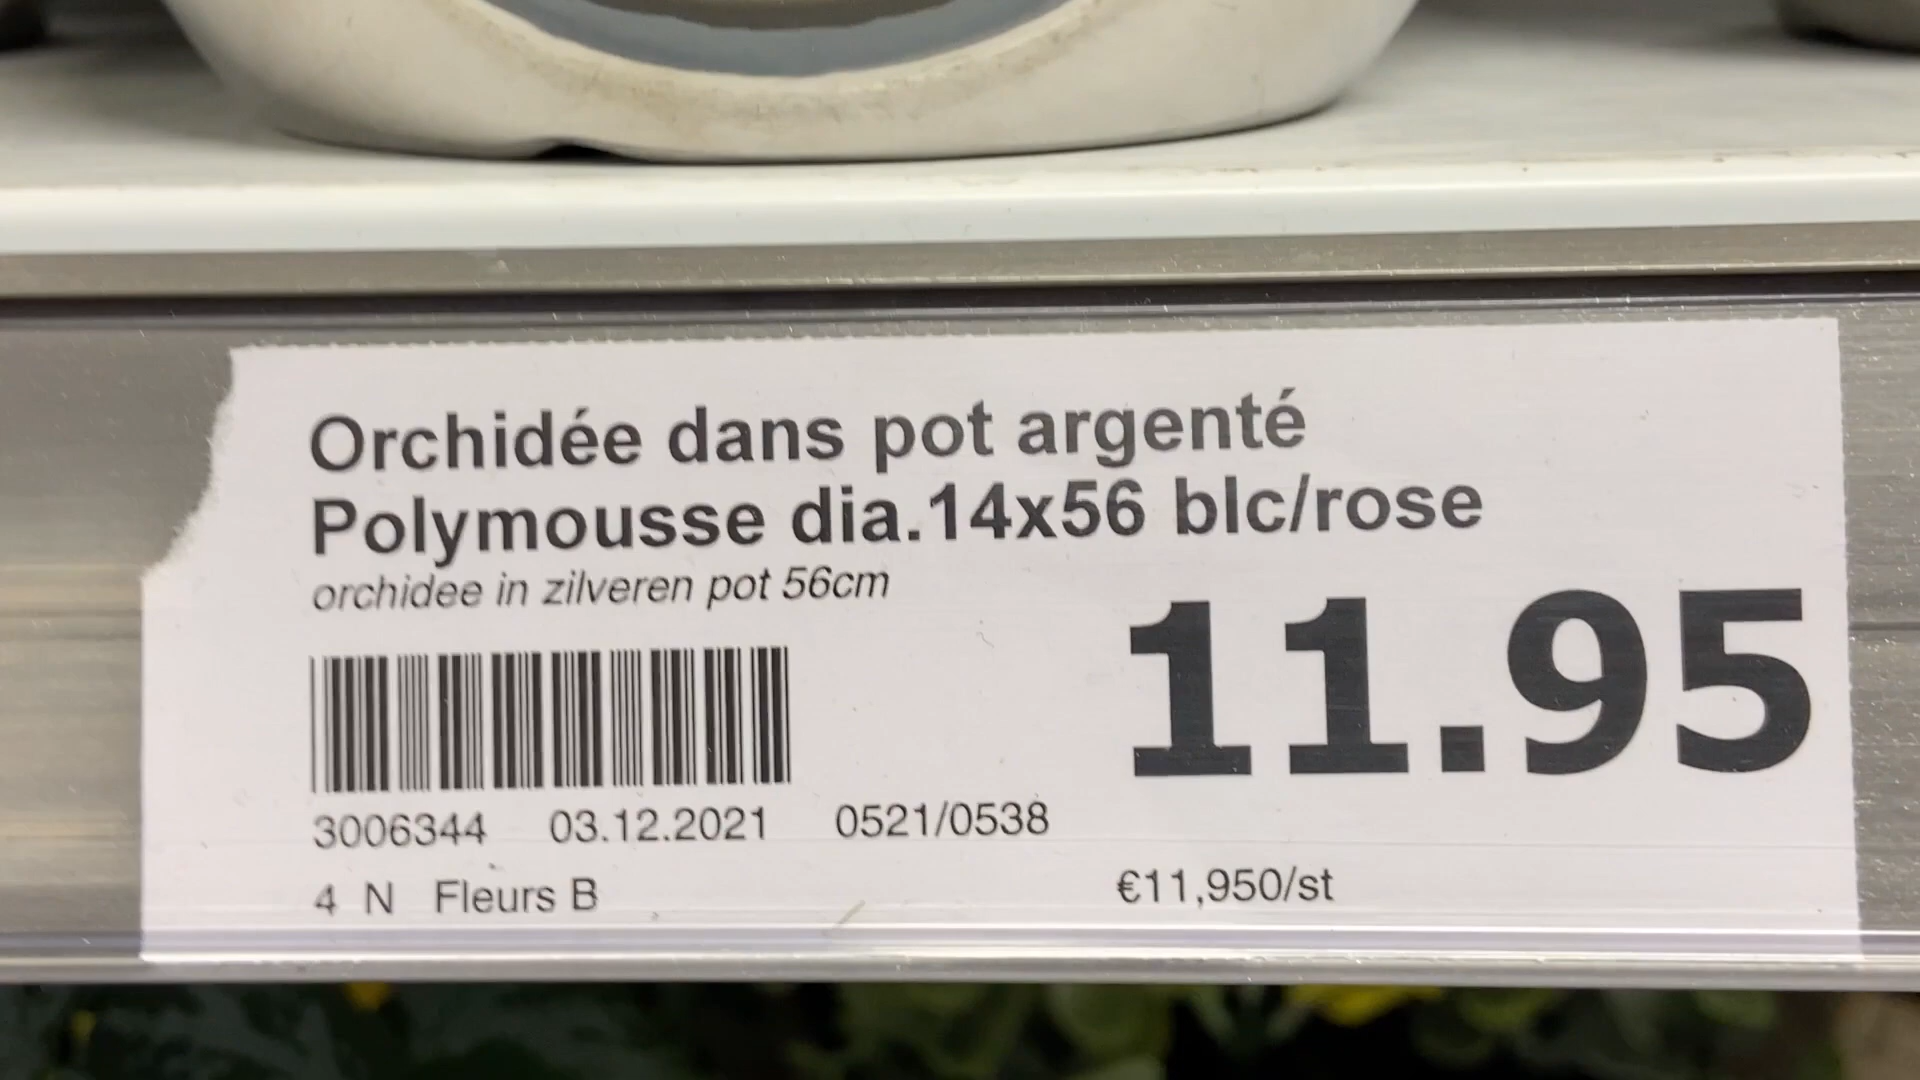 Orchidée dans pot argenté
Polymousse dia.14x56 blc/rose
orchidee in zilveren pot 56cm
11.95
3006344 03.12.2021 0521/0538
4 N Fleurs B €11,950/st